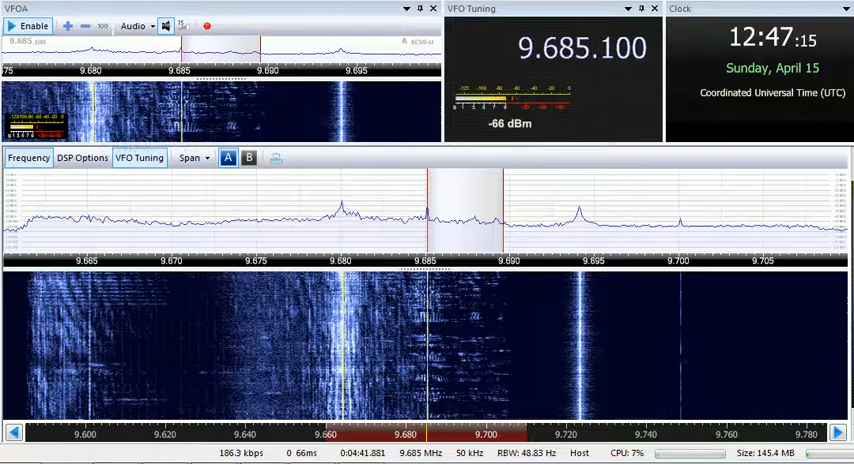 VFOA
Enable
100
Audio
9.685.100
A ECSS-U
9.680 9.685 9.690 9.695
VFO Tuning
9.685.100
-66 dBm
Clock
12:47:15
Sunday, April 15
Coordinated Universal Time (UTC)
Frequency DSP Options VFO Tuning Span A B
9.665 9.670 9.675 9.680 9.685 9.690 9.695 9.700 9.705
9.600 9.620 9.640 9.660 9.680 9.700 9.720 9.740 9.760 9.780
186.3 kbps 0 66ms 0:04:41.881 9.685 MHz 50 kHz RBW: 48.83 Hz Host CPU: 7% Size: 145.4 MB